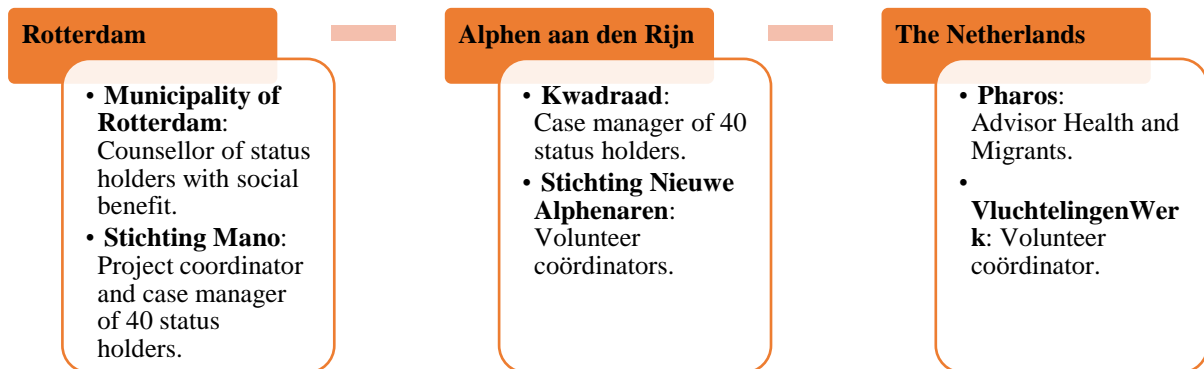 Rotterdam
• Municipality of
Rotterdam:
Counsellor of status
holders with social
benefit.
• Stichting Mano:
Project coordinator
and case manager
of 40 status
holders.
Alphen aan den Rijn
• Kwadraad:
Case manager of 40
status holders.
• Stichting Nieuwe
Alphenaren:
Volunteer
coördinators.
The Netherlands
• Pharos:
Advisor Health and
Migrants.
•
VluchtelingenWer
k: Volunteer
coördinator.